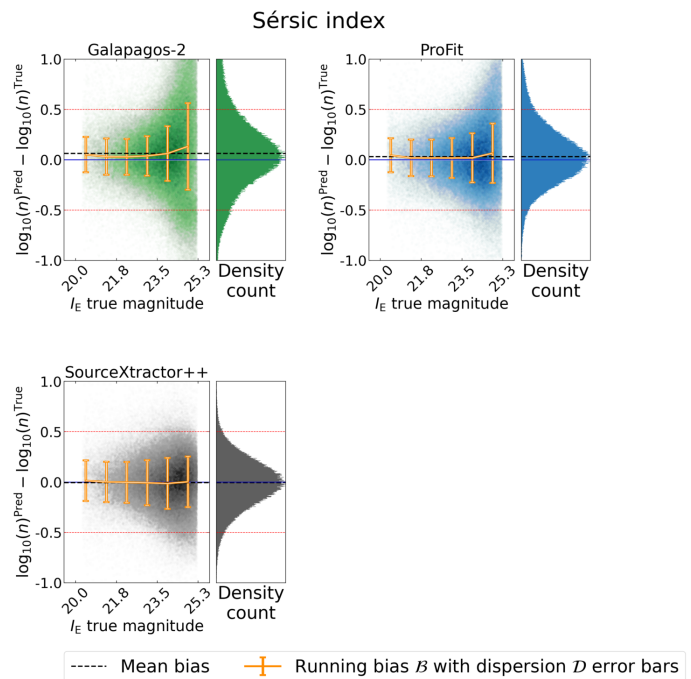 Sérsic index
Galapagos-2
ProFit
1.0
0.5
0.0
-0.5
-1.0
log₁₀(n)^Pred − log₁₀(n)^True
20.0
21.8
23.5
25.3
I_E true magnitude
Density
count
1.0
0.5
0.0
-0.5
-1.0
log₁₀(n)^Pred − log₁₀(n)^True
20.0
21.8
23.5
25.3
I_E true magnitude
Density
count
SourceXtractor++
1.0
0.5
0.0
-0.5
-1.0
log₁₀(n)^Pred − log₁₀(n)^True
20.0
21.8
23.5
25.3
I_E true magnitude
Density
count
Mean bias
Running bias ℬ with dispersion 𝒟 error bars